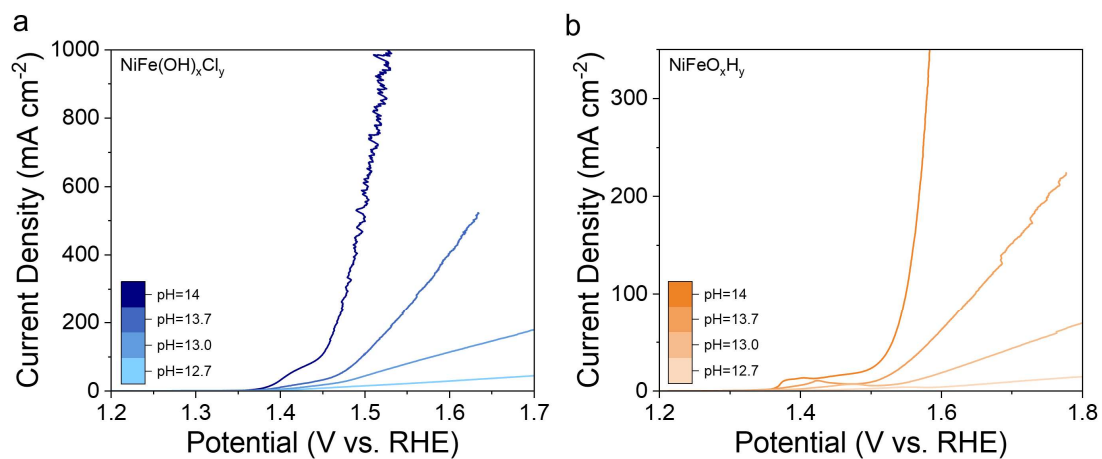 a
NiFe(OH)ₓClᵧ
Current Density (mA cm⁻²)
1000
800
600
400
200
0
pH=14
pH=13.7
pH=13.0
pH=12.7
1.2 1.3 1.4 1.5 1.6 1.7
Potential (V vs. RHE)
b
NiFeOₓHᵧ
Current Density (mA cm⁻²)
300
200
100
0
pH=14
pH=13.7
pH=13.0
pH=12.7
1.2 1.4 1.6 1.8
Potential (V vs. RHE)